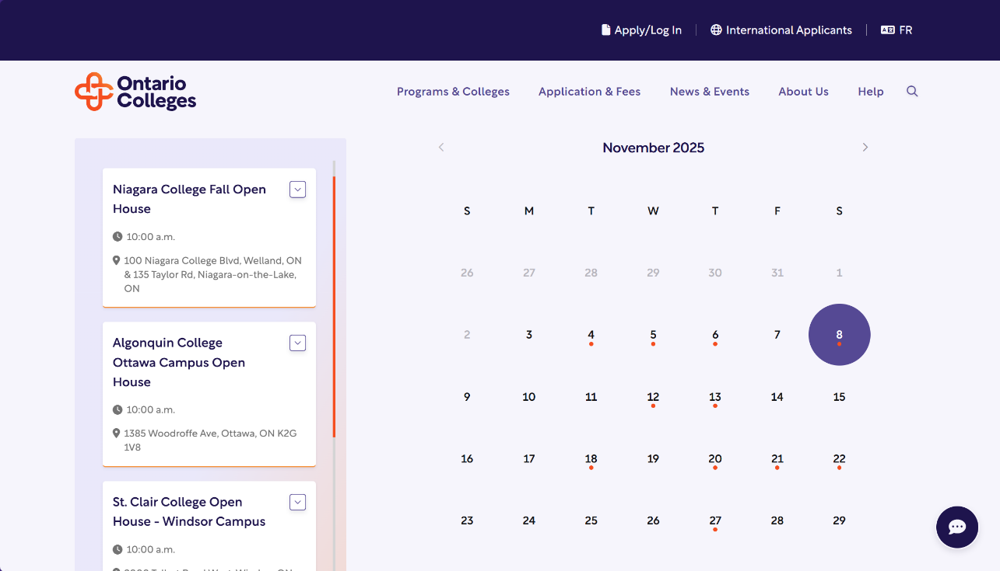 Apply/Log In
International Applicants
FR
Ontario
Colleges
Programs & Colleges
Application & Fees
News & Events
About Us
Help
Niagara College Fall Open
House
10:00 a.m.
100 Niagara College Blvd, Welland, ON
& 135 Taylor Rd, Niagara-on-the-Lake,
ON
Algonquin College
Ottawa Campus Open
House
10:00 a.m.
1385 Woodroffe Ave, Ottawa, ON K2G
1V8
St. Clair College Open
House - Windsor Campus
10:00 a.m.
November 2025
S M T W T F S
26 27 28 29 30 31 1
2 3 4 5 6 7 8
9 10 11 12 13 14 15
16 17 18 19 20 21 22
23 24 25 26 27 28 29